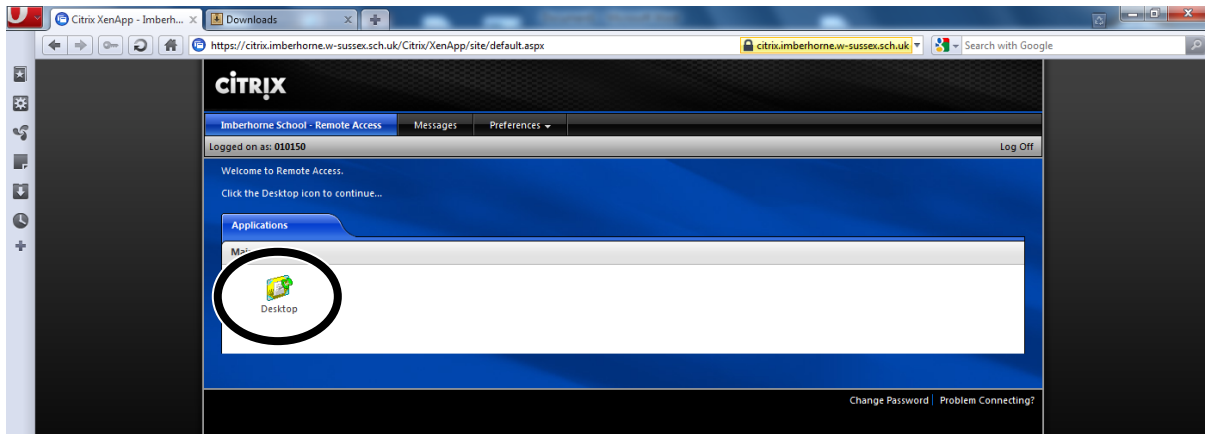 Citrix XenApp - Imberh...
Downloads
https://citrix.imberhorne.w-sussex.sch.uk/Citrix/XenApp/site/default.aspx
citrix.imberhorne.w-sussex.sch.uk
Search with Google
CITRIX
Imberhorne School - Remote Access Messages Preferences
Logged on as: 010150 Log Off
Welcome to Remote Access.
Click the Desktop icon to continue...
Applications
Desktop
Change Password | Problem Connecting?